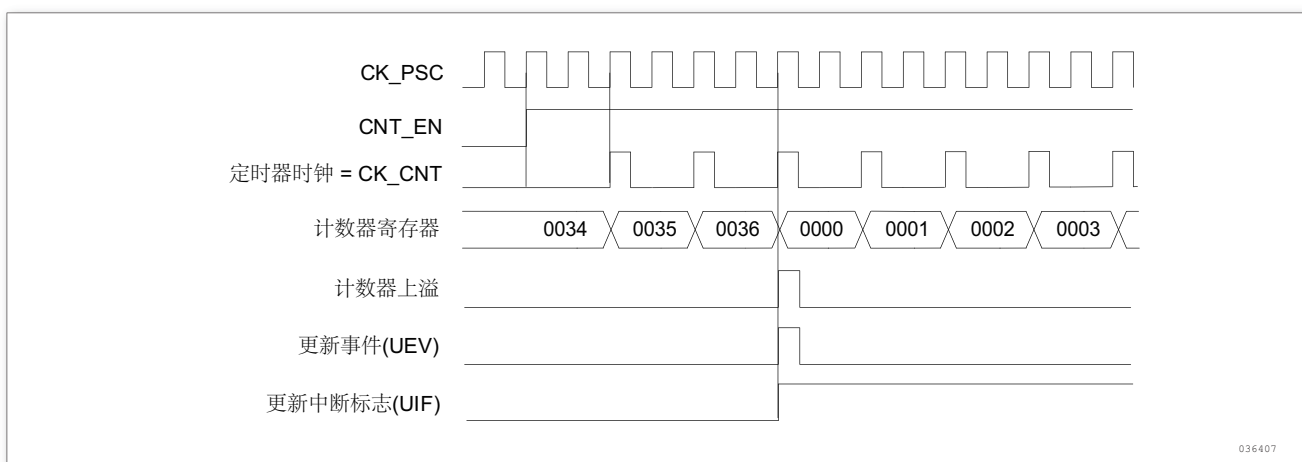 CK_PSC
CNT_EN
定时器时钟 = CK_CNT
计数器寄存器 0034 0035 0036 0000 0001 0002 0003
计数器上溢
更新事件(UEV)
更新中断标志(UIF)
036407